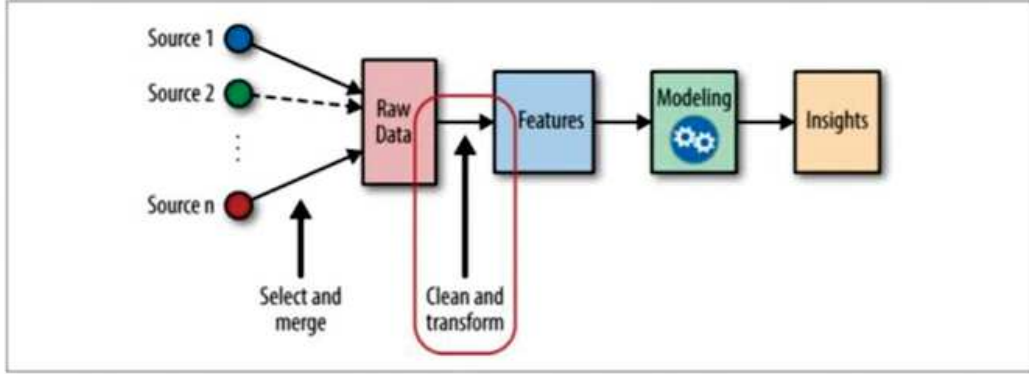 Source 1
Source 2
Source n
Select and
merge
Raw
Data
Clean and
transform
Features
Modeling
Insights